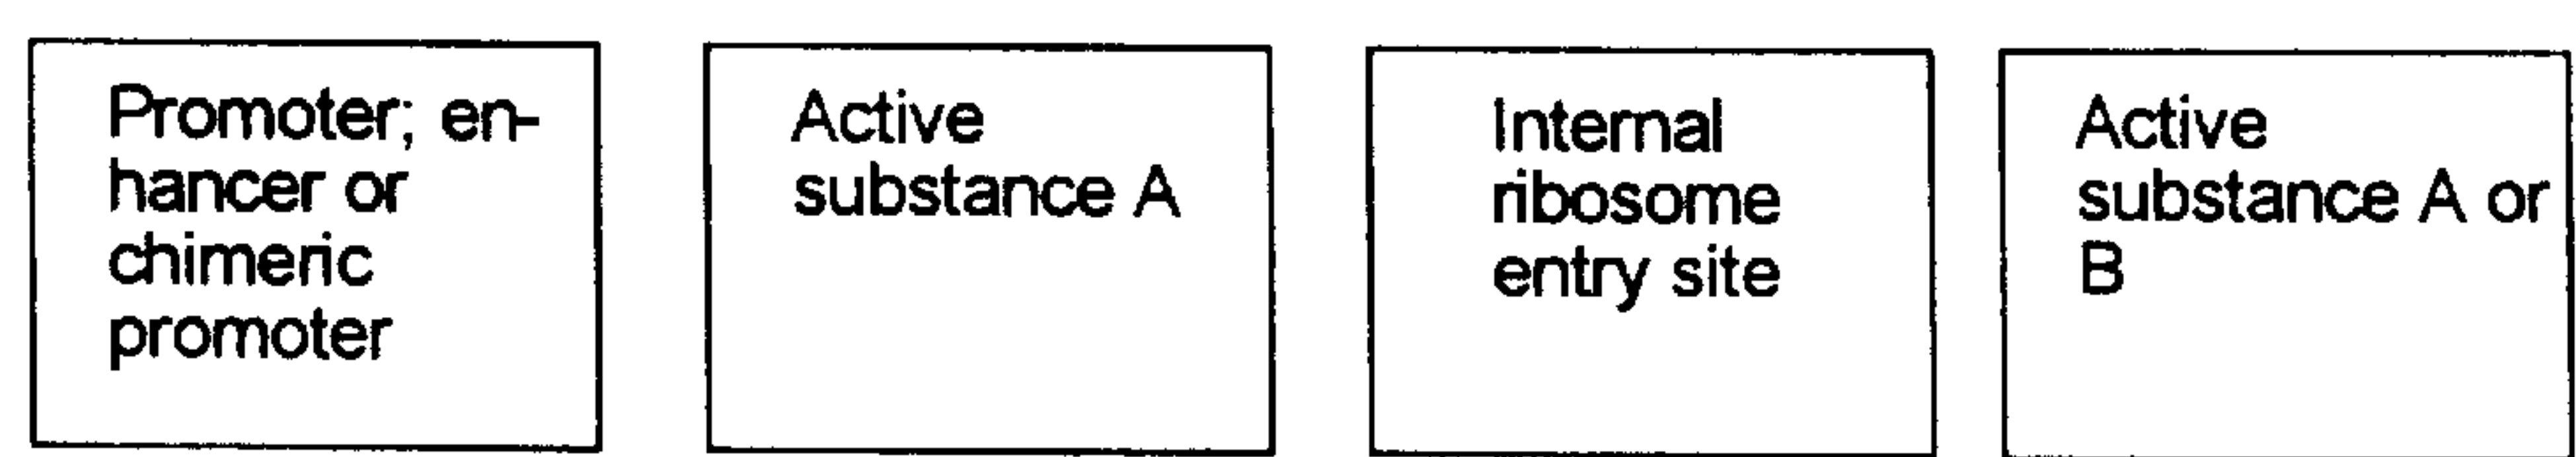 Promoter; en-
hancer or
chimeric
promoter
Active
substance A
Internal
ribosome
entry site
Active
substance A or
B